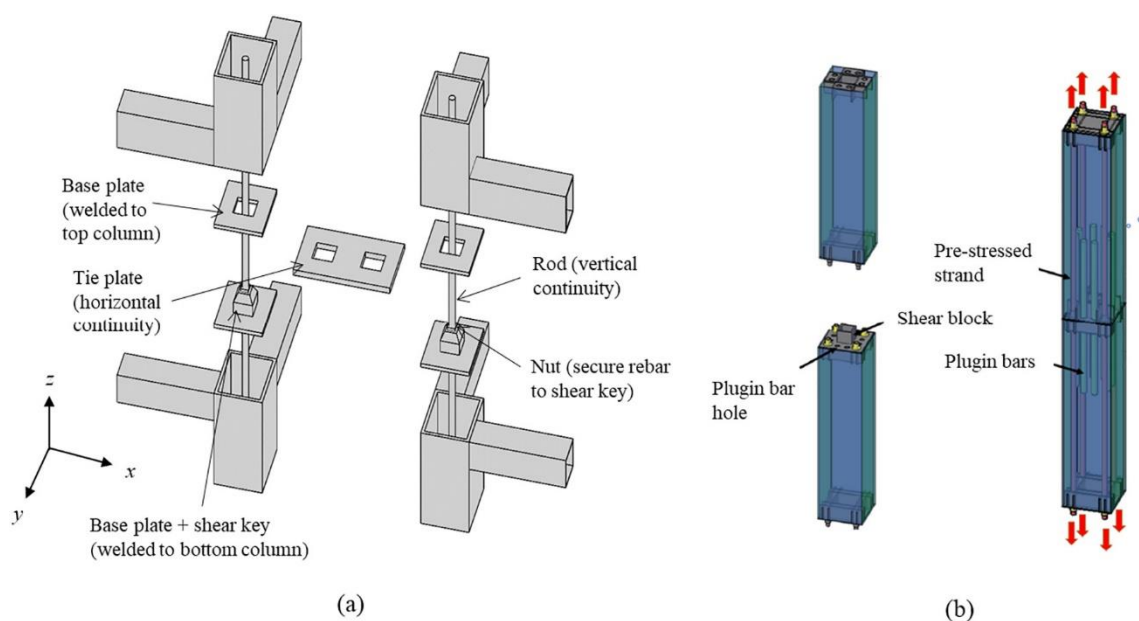 Base plate
(welded to
top column)
Tie plate
(horizontal
continuity)
Rod (vertical
continuity)
Nut (secure rebar
to shear key)
z
x
y
Base plate + shear key
(welded to bottom column)
(a)
Pre-stressed
strand
Shear block
Plugin bars
Plugin bar
hole
(b)